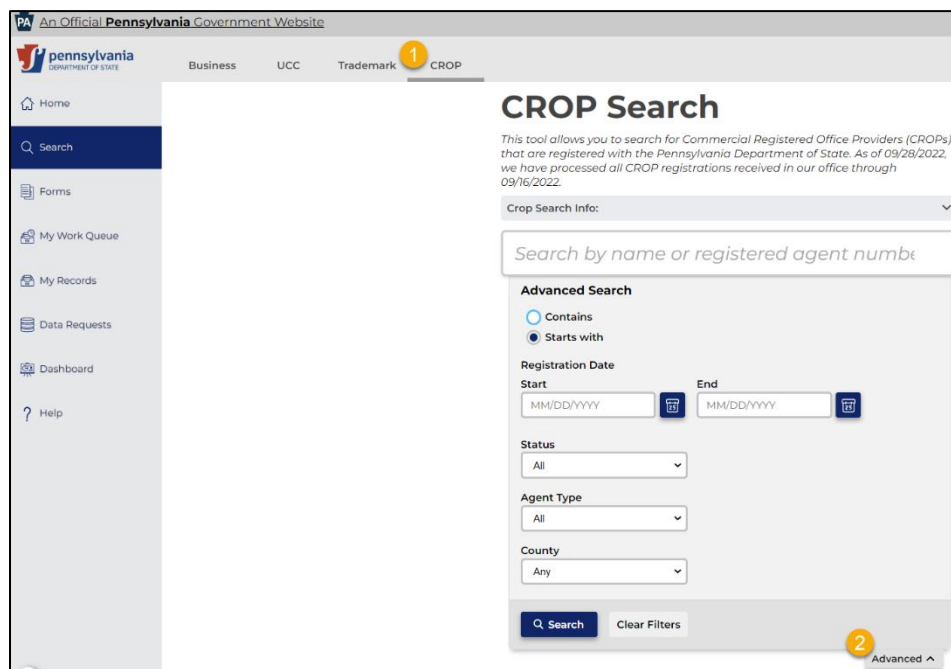 PA An Official Pennsylvania Government Website
pennsylvania
DEPARTMENT OF STATE
Business UCC Trademark 1 CROP
Home
Search
Forms
My Work Queue
My Records
Data Requests
Dashboard
? Help
CROP Search
This tool allows you to search for Commercial Registered Office Providers (CROPs)
that are registered with the Pennsylvania Department of State. As of 09/28/2022,
we have processed all CROP registrations received in our office through
09/16/2022.
Crop Search Info:
Search by name or registered agent numbe
Advanced Search
Contains
Starts with
Registration Date
Start End
MM/DD/YYYY 25 MM/DD/YYYY 25
Status
All
Agent Type
All
County
Any
Search Clear Filters
2
Advanced